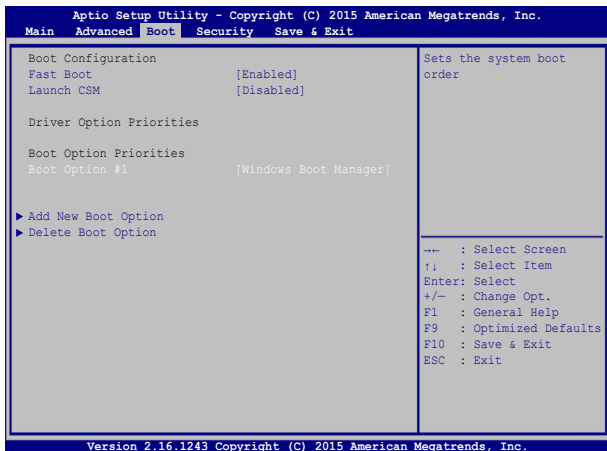 Aptio Setup Utility - Copyright (C) 2015 American Megatrends, Inc.
Main Advanced Boot Security Save & Exit
Boot Configuration
Fast Boot [Enabled]
Launch CSM [Disabled]
Driver Option Priorities
Boot Option Priorities
Boot Option #1 [Windows Boot Manager]
▶ Add New Boot Option
▶ Delete Boot Option
Sets the system boot
order
→← : Select Screen
↑↓ : Select Item
Enter: Select
+/— : Change Opt.
F1 : General Help
F9 : Optimized Defaults
F10 : Save & Exit
ESC : Exit
Version 2.16.1243 Copyright (C) 2015 American Megatrends, Inc.